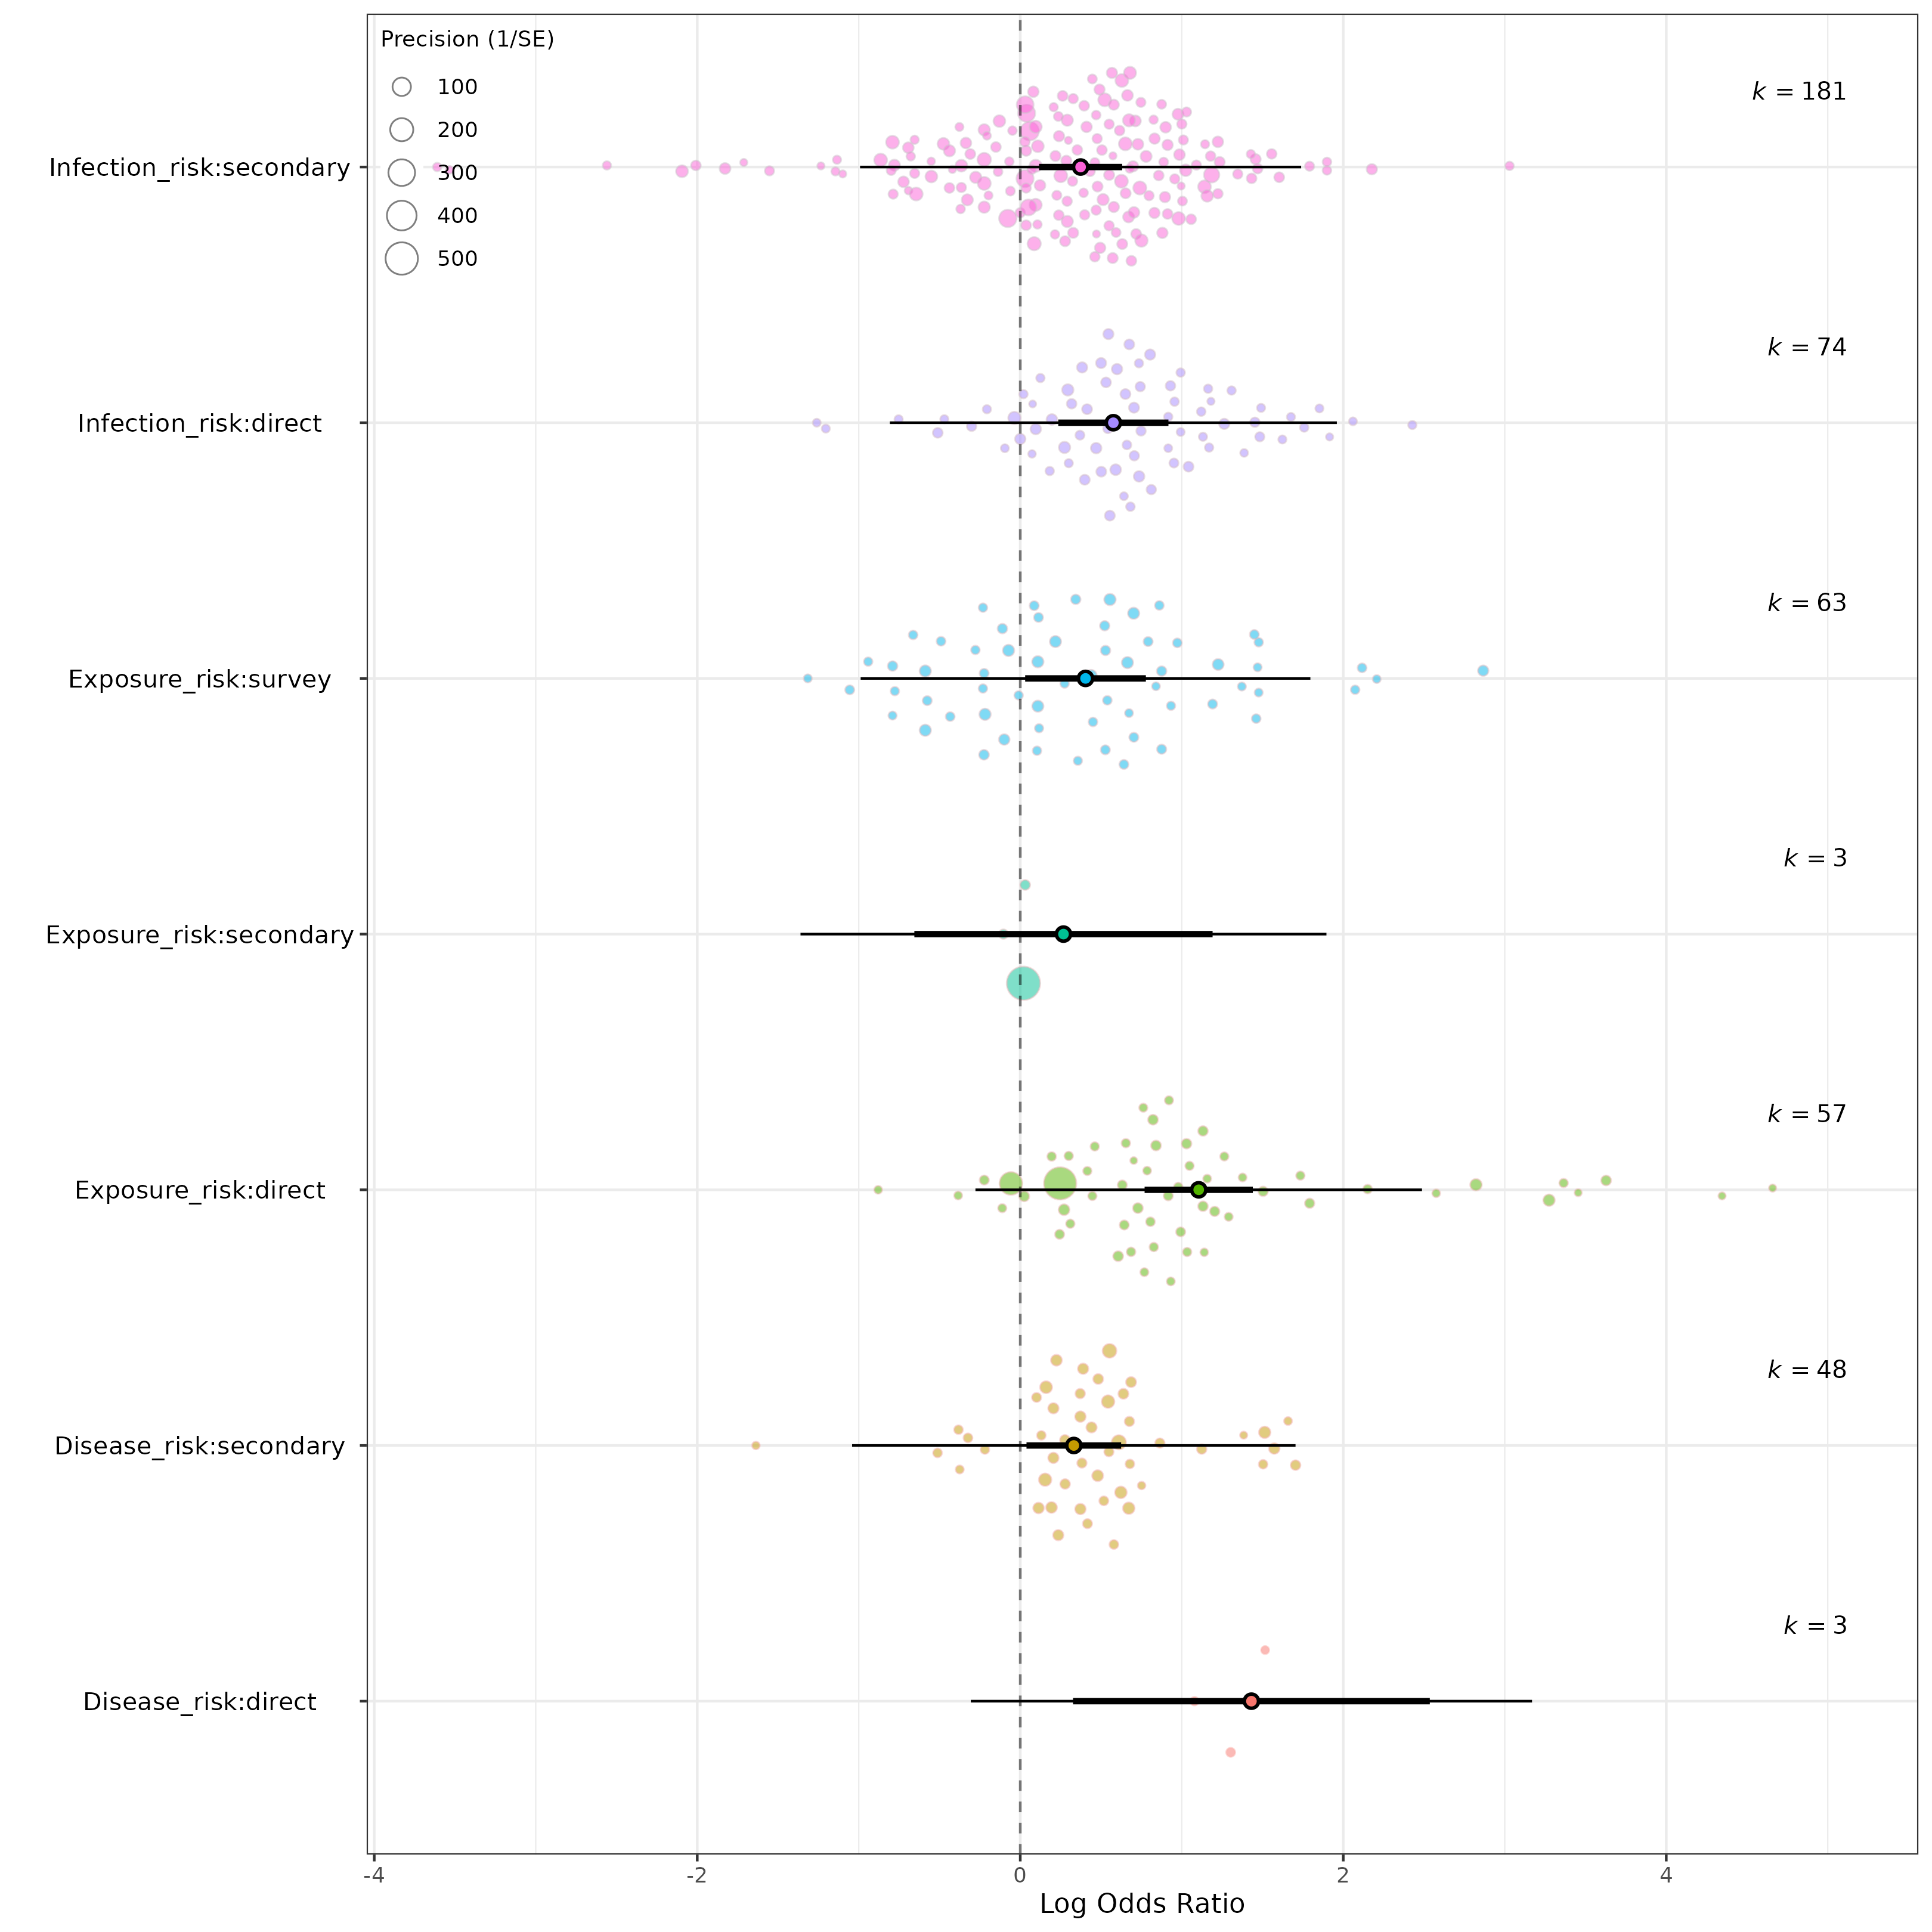 Precision (1/SE)
100
200
300
400
500
Infection_risk:secondary
k = 181
Infection_risk:direct
k = 74
Exposure_risk:survey
k = 63
Exposure_risk:secondary
k = 3
Exposure_risk:direct
k = 57
Disease_risk:secondary
k = 48
Disease_risk:direct
k = 3
-4 -2 0 2 4
Log Odds Ratio